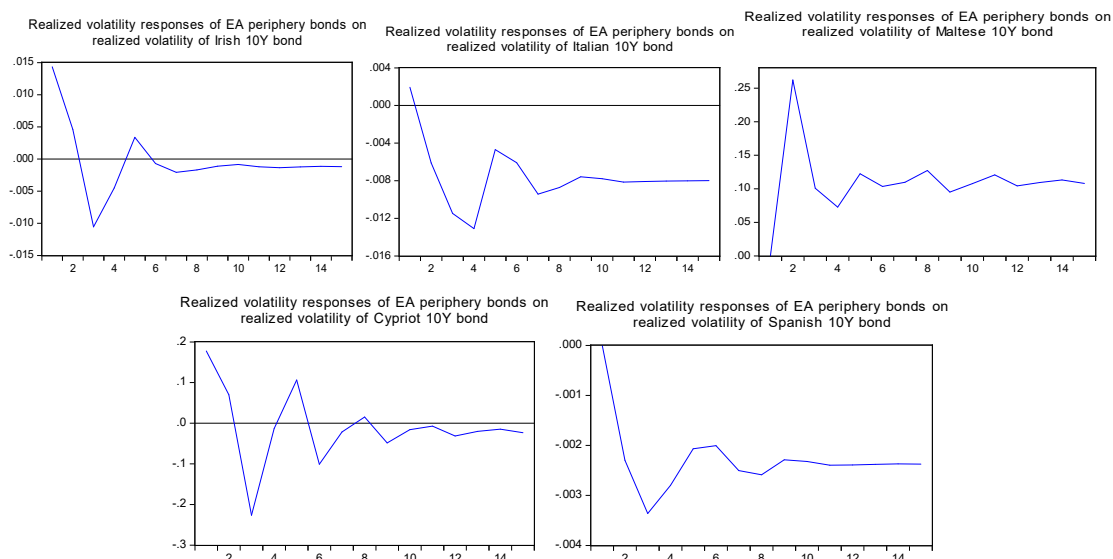 Realized volatility responses of EA periphery bonds on
realized volatility of Irish 10Y bond
.015
.010
.005
.000
-.005
-.010
-.015
2 4 6 8 10 12 14
Realized volatility responses of EA periphery bonds on
realized volatility of Italian 10Y bond
.004
.000
-.004
-.008
-.012
-.016
2 4 6 8 10 12 14
Realized volatility responses of EA periphery bonds on
realized volatility of Maltese 10Y bond
.25
.20
.15
.10
.05
.00
2 4 6 8 10 12 14
Realized volatility responses of EA periphery bonds on
realized volatility of Cypriot 10Y bond
.2
.1
.0
-.1
-.2
-.3
2 4 6 8 10 12 14
Realized volatility responses of EA periphery bonds on
realized volatility of Spanish 10Y bond
.000
-.001
-.002
-.003
-.004
2 4 6 8 10 12 14